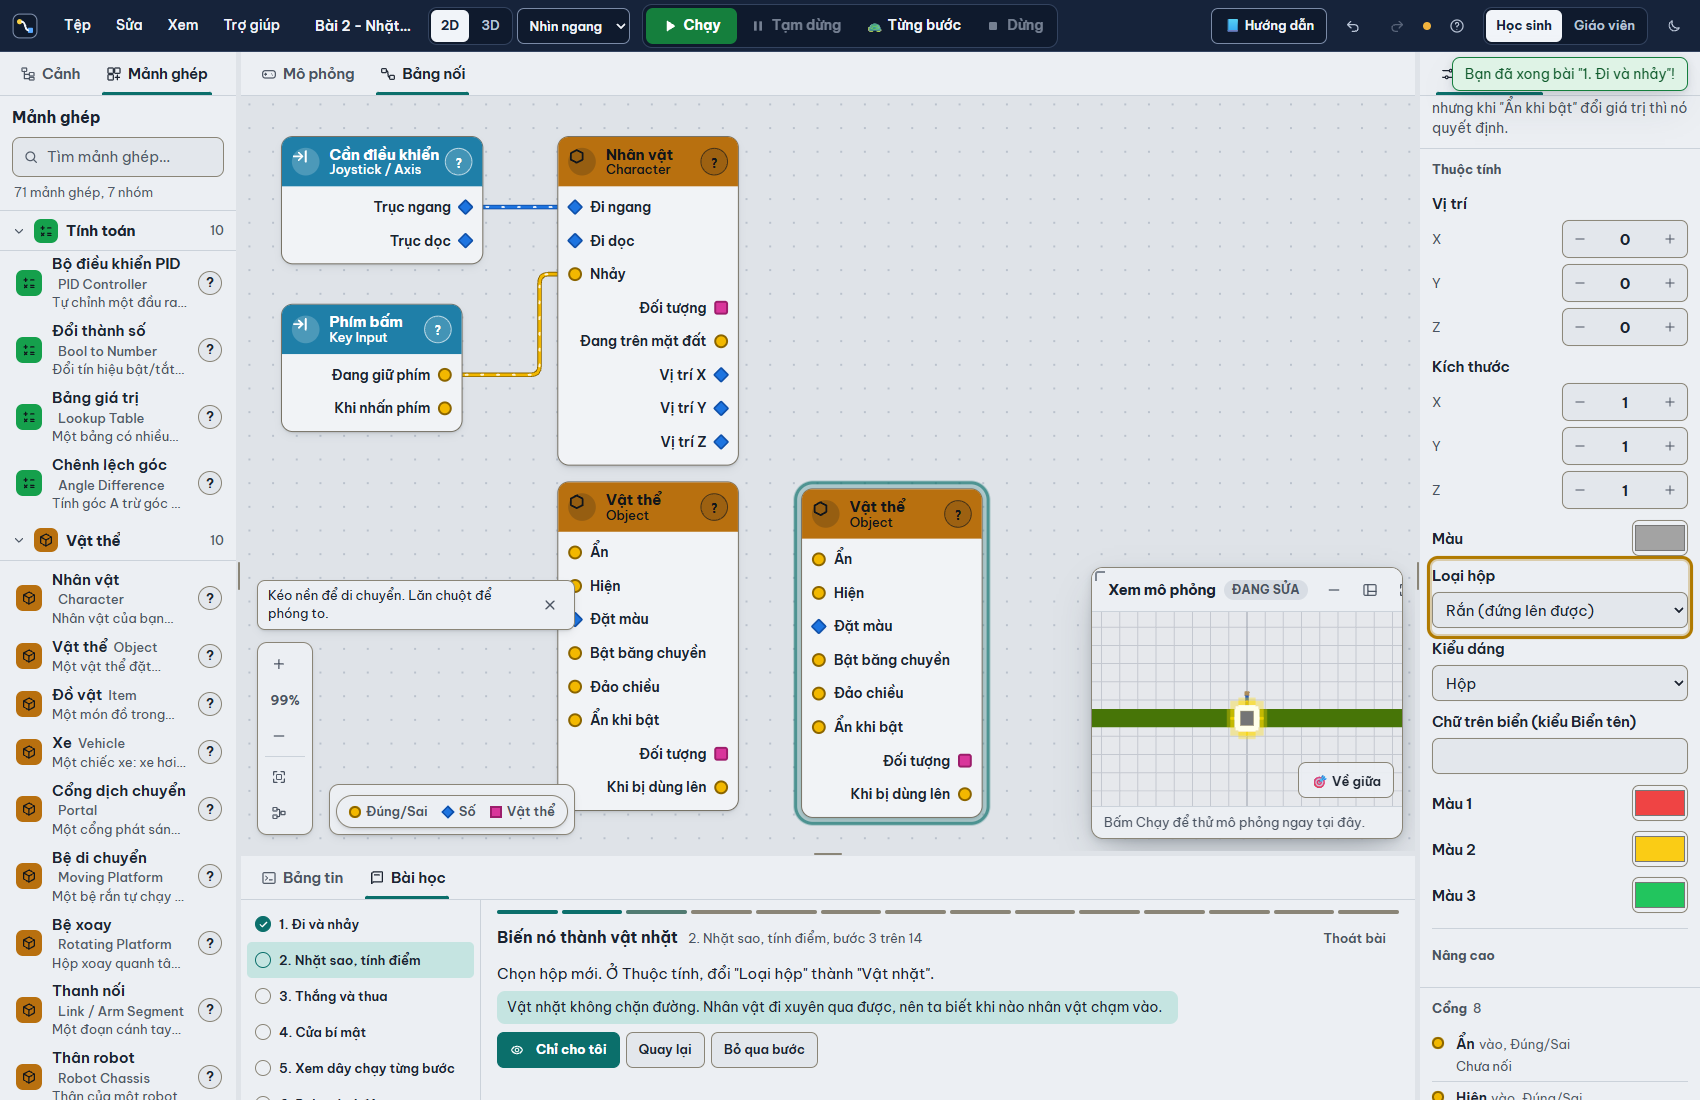 Tệp
Sửa
Xem
Trợ giúp
Bài 2 - Nhặt...
2D
3D
Nhìn ngang
Chạy
Tạm dừng
Từng bước
Dừng
Hướng dẫn
Học sinh
Giáo viên
Cảnh
Mảnh ghép
Mảnh ghép
Tìm mảnh ghép...
71 mảnh ghép, 7 nhóm
Tính toán
10
Bộ điều khiển PID
PID Controller
Tự chỉnh một đầu ra...
?
Đổi thành số
Bool to Number
Đổi tín hiệu bật/tắt...
?
Bảng giá trị
Lookup Table
Một bảng có nhiều...
?
Chênh lệch góc
Angle Difference
Tính góc A trừ góc ...
?
Vật thể
10
Nhân vật
Character
Nhân vật của bạn...
?
Vật thể Object
Một vật thể đặt...
?
Đồ vật Item
Một món đồ trong...
?
Xe Vehicle
Một chiếc xe: xe hơi...
?
Cổng dịch chuyển
Portal
Một cổng phát sán...
?
Bệ di chuyển
Moving Platform
Một bệ rắn tự chạy ...
?
Bệ xoay
Rotating Platform
Hộp xoay quanh tâ...
?
Thanh nối
Link / Arm Segment
Một đoạn cánh tay...
?
Thân robot
Robot Chassis
Thân của một robot
?
Mô phỏng
Bảng nối
Cần điều khiển
Joystick / Axis
?
Trục ngang
Trục dọc
Phím bấm
Key Input
?
Đang giữ phím
Khi nhấn phím
Nhân vật
Character
?
Đi ngang
Đi dọc
Nhảy
Đối tượng
Đang trên mặt đất
Vị trí X
Vị trí Y
Vị trí Z
Vật thể
Object
?
Ẩn
Hiện
Đặt màu
Bật băng chuyền
Đảo chiều
Ẩn khi bật
Đối tượng
Khi bị dùng lên
Vật thể
Object
?
Ẩn
Hiện
Đặt màu
Bật băng chuyền
Đảo chiều
Ẩn khi bật
Đối tượng
Khi bị dùng lên
Kéo nền để di chuyển. Lăn chuột để
phóng to.
99%
Đúng/Sai
Số
Vật thể
Xem mô phỏng
ĐANG SỬA
Về giữa
Bấm Chạy để thử mô phỏng ngay tại đây.
Bảng tin
Bài học
1. Đi và nhảy
2. Nhặt sao, tính điểm
3. Thắng và thua
4. Cửa bí mật
5. Xem dây chạy từng bước
Biến nó thành vật nhặt
2. Nhặt sao, tính điểm, bước 3 trên 14
Thoát bài
Chọn hộp mới. Ở Thuộc tính, đổi "Loại hộp" thành "Vật nhặt".
Vật nhặt không chặn đường. Nhân vật đi xuyên qua được, nên ta biết khi nào nhân vật chạm vào.
Chỉ cho tôi
Quay lại
Bỏ qua bước
Bạn đã xong bài "1. Đi và nhảy"!
nhưng khi "Ẩn khi bật" đổi giá trị thì nó
quyết định.
Thuộc tính
Vị trí
X
0
Y
0
Z
0
Kích thước
X
1
Y
1
Z
1
Màu
Loại hộp
Rắn (đứng lên được)
Kiểu dáng
Hộp
Chữ trên biển (kiểu Biển tên)
Màu 1
Màu 2
Màu 3
Nâng cao
Cổng 8
Ẩn vào, Đúng/Sai
Chưa nối
Hiện vào, Đúng/Sai